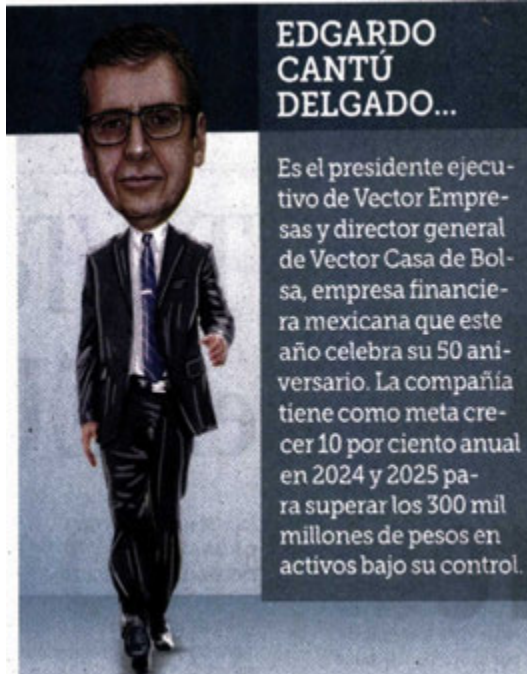 EDGARDO
CANTÚ
DELGADO...
Es el presidente ejecu-
tivo de Vector Empre-
sas y director general
de Vector Casa de Bol-
sa, empresa financie-
ra mexicana que este
año celebra su 50 ani-
versario. La compañía
tiene como meta cre-
cer 10 por ciento anual
en 2024 y 2025 pa-
ra superar los 300 mil
millones de pesos en
activos bajo su control.